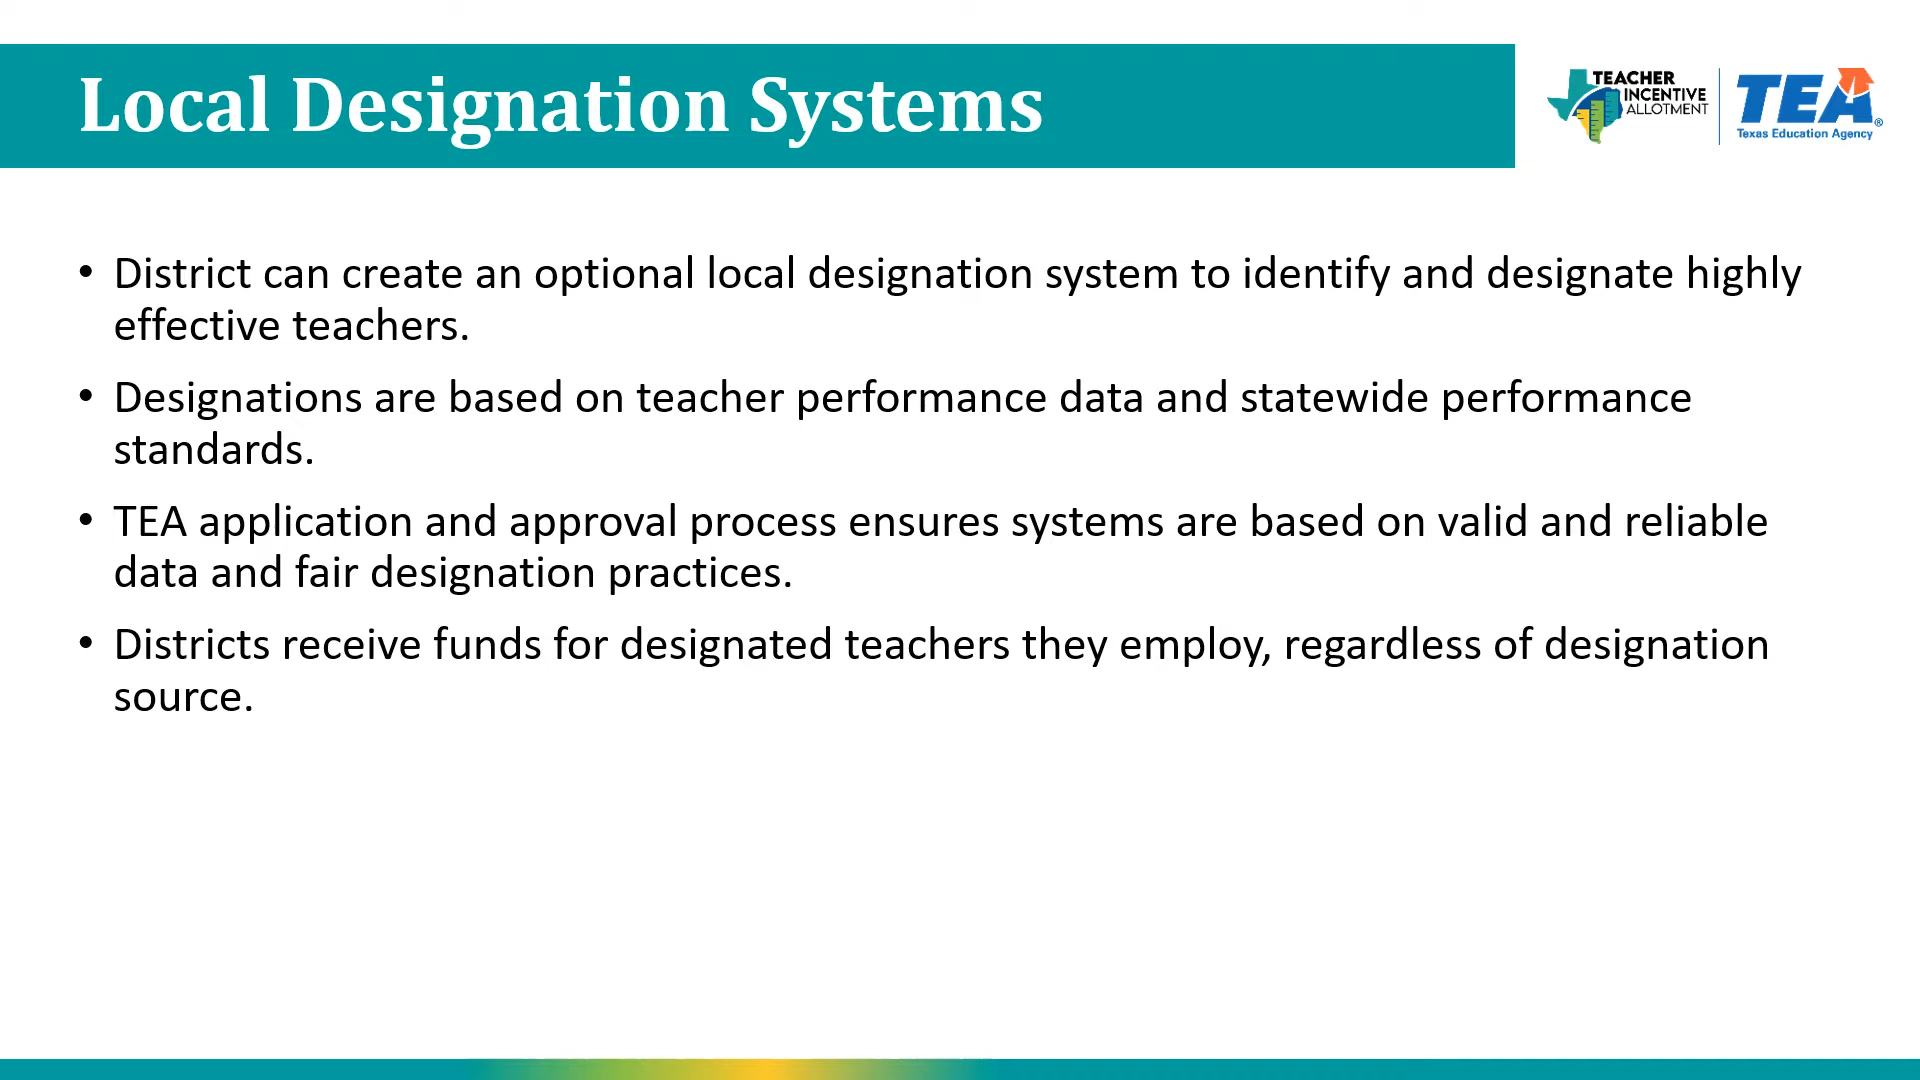 Local Designation Systems
TEACHER
INCENTIVE
ALLOTMENT
TEA®
Texas Education Agency
• District can create an optional local designation system to identify and designate highly
effective teachers.
• Designations are based on teacher performance data and statewide performance
standards.
• TEA application and approval process ensures systems are based on valid and reliable
data and fair designation practices.
• Districts receive funds for designated teachers they employ, regardless of designation
source.